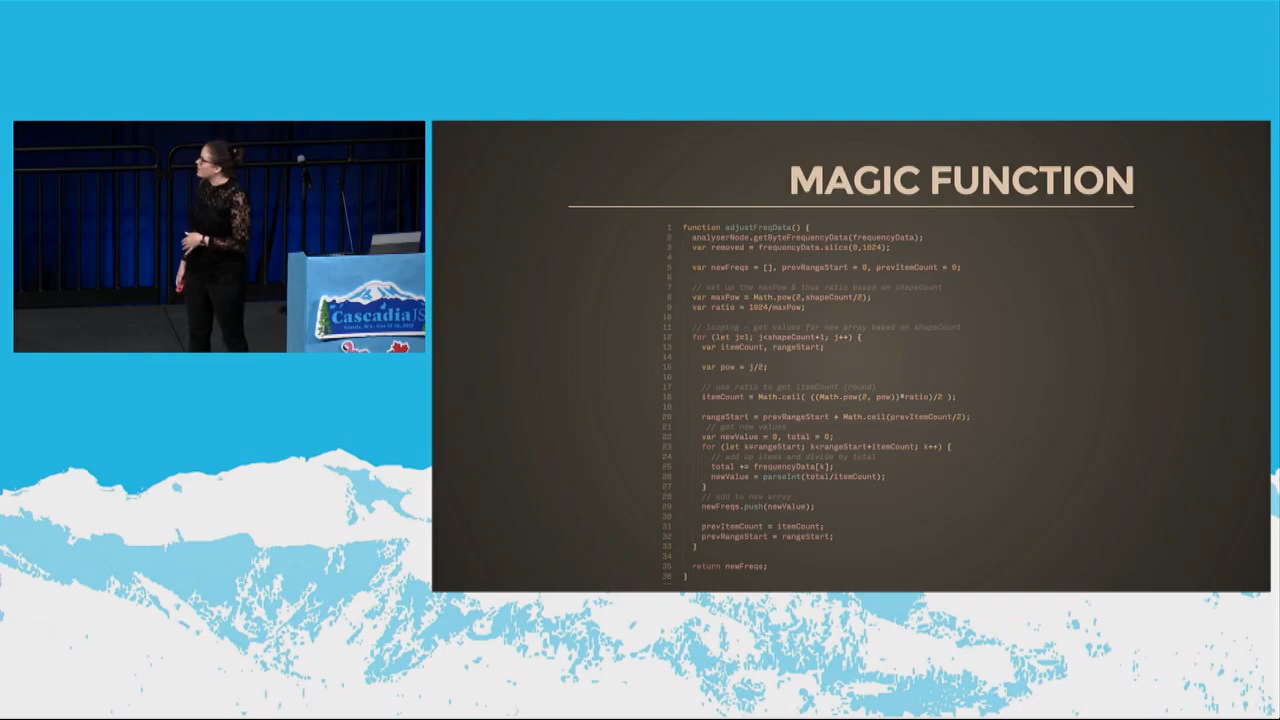 MAGIC FUNCTION
1 function adjustFreqData() {
2 analyserNode.getByteFrequencyData(frequencyData);
3 var removed = frequencyData.slice(0,1024);
4
5 var newFreqs = [], prevRangeStart = 0, prevItemCount = 0;
6
7 // set up the maxPow & thus ratio based on shapeCount
8 var maxPow = Math.pow(2,shapeCount/2);
9 var ratio = 1024/maxPow;
10
11 // looping - get values for new array based on shapeCount
12 for (let j=1; j<shapeCount+1; j++) {
13 var itemCount, rangeStart;
14
15 var pow = j/2;
16
17 // use ratio to get itemCount (round)
18 itemCount = Math.ceil( ((Math.pow(2, pow))*ratio)/2 );
19
20 rangeStart = prevRangeStart + Math.ceil(prevItemCount/2);
21 // get new values
22 var newValue = 0, total = 0;
23 for (let k=rangeStart; k<rangeStart+itemCount; k++) {
24 // add up items and divide by total
25 total += frequencyData[k];
26 newValue = parseInt(total/itemCount);
27 }
28 // add to new array
29 newFreqs.push(newValue);
30
31 prevItemCount = itemCount;
32 prevRangeStart = rangeStart;
33 }
34
35 return newFreqs;
36 }
CascadiaJS